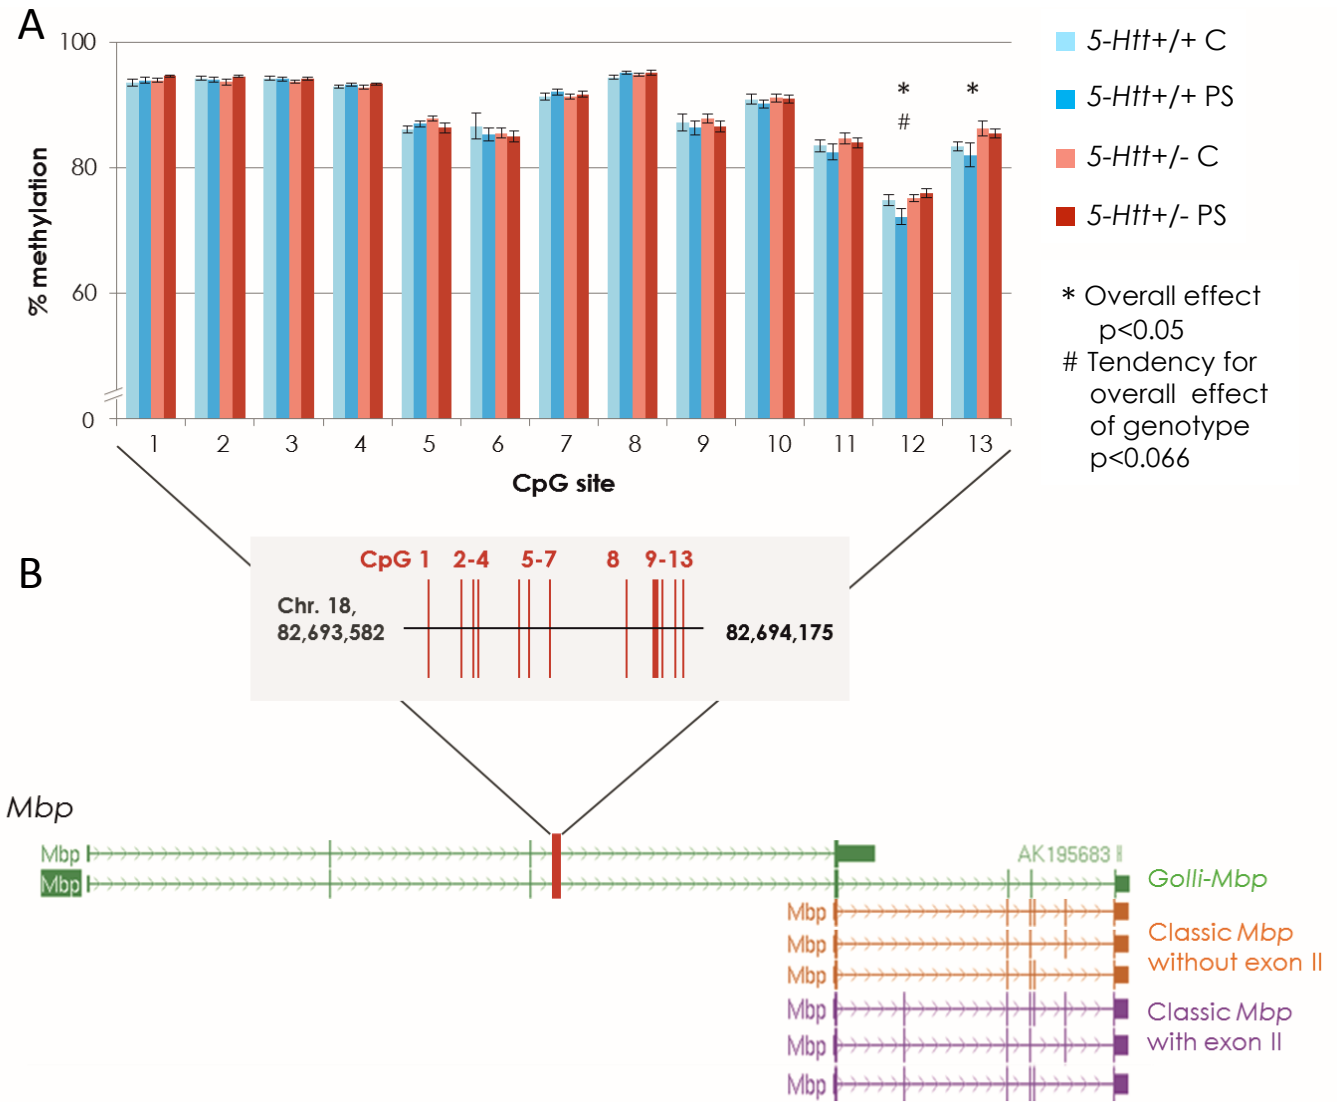 A
100
80
60
0
% methylation
*
#
*
1 2 3 4 5 6 7 8 9 10 11 12 13
CpG site
5-Htt+/+ C
5-Htt+/+ PS
5-Htt+/- C
5-Htt+/- PS
* Overall effect
p<0.05
# Tendency for
overall effect
of genotype
p<0.066
B
CpG 1 2-4 5-7 8 9-13
Chr. 18,
82,693,582
82,694,175
Mbp
Mbp
AK195683
Mbp
Golli-Mbp
Mbp
Mbp
Mbp
Classic Mbp
without exon II
Mbp
Mbp
Mbp
Classic Mbp
with exon II